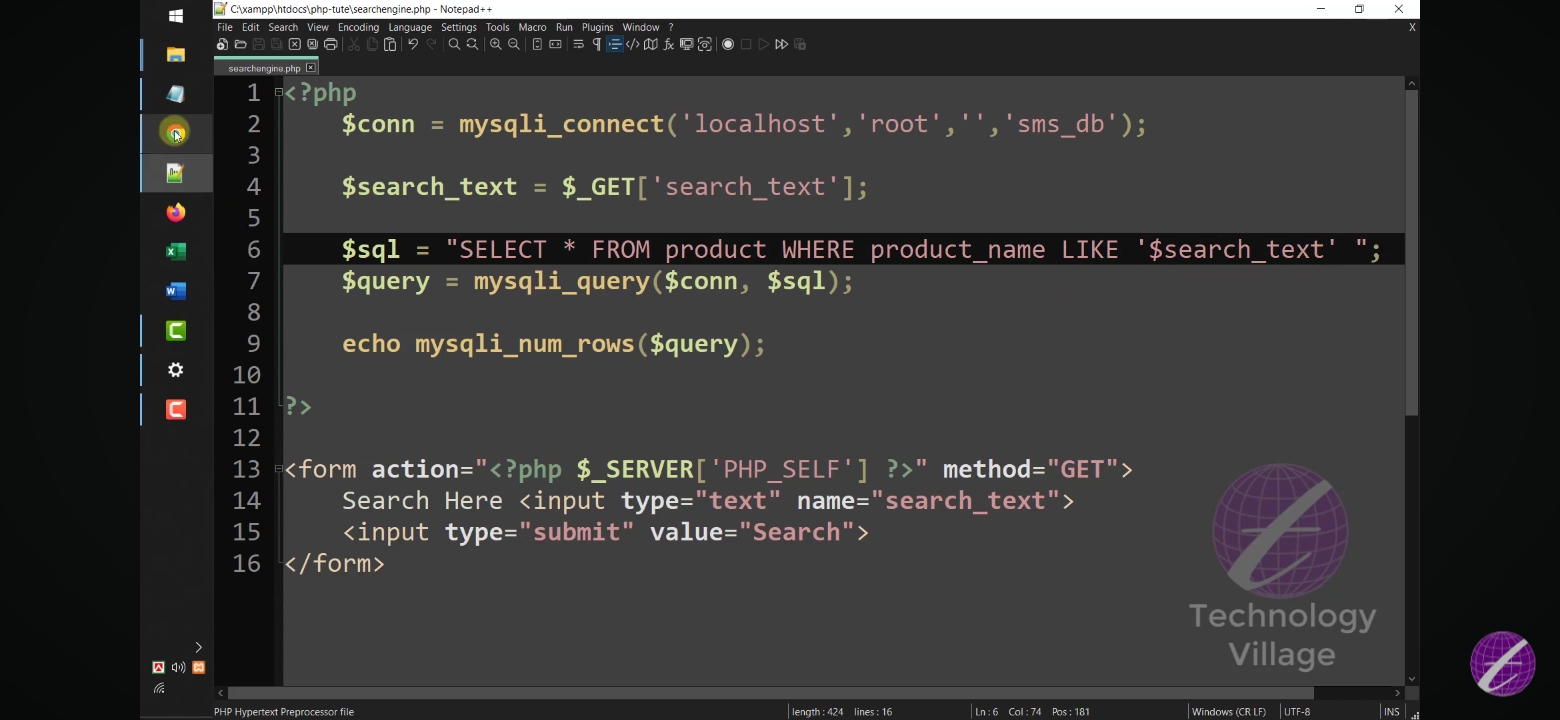 C:\xampp\htdocs\php-tute\searchengine.php - Notepad++
File Edit Search View Encoding Language Settings Tools Macro Run Plugins Window ? X
searchengine.php
1 <?php
2 $conn = mysqli_connect('localhost','root','','sms_db');
3
4 $search_text = $_GET['search_text'];
5
6 $sql = "SELECT * FROM product WHERE product_name LIKE '$search_text' ";
7 $query = mysqli_query($conn, $sql);
8
9 echo mysqli_num_rows($query);
10
11 ?>
12
13 <form action="<?php $_SERVER['PHP_SELF'] ?>" method="GET">
14 Search Here <input type="text" name="search_text">
15 <input type="submit" value="Search">
16 </form>
Technology
Village
PHP Hypertext Preprocessor file length : 424 lines : 16 Ln : 6 Col : 74 Pos : 181 Windows (CR LF) UTF-8 INS